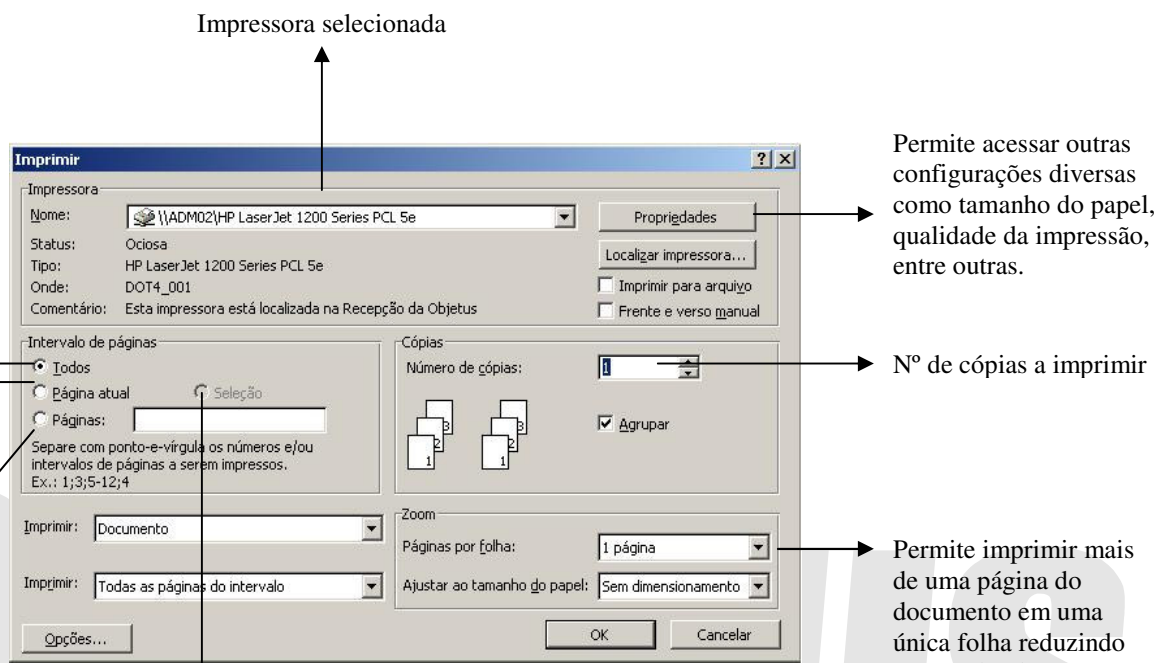 Impressora selecionada
Permite acessar outras
configurações diversas
como tamanho do papel,
qualidade da impressão,
entre outras.
Imprimir
Impressora
Nome: \\ADM02\HP LaserJet 1200 Series PCL 5e Propriedades
Status: Ociosa
Localizar impressora...
Tipo: HP LaserJet 1200 Series PCL 5e
Onde: DOT4_001 Imprimir para arquivo
Comentário: Esta impressora está localizada na Recepção da Objetus Frente e verso manual
Intervalo de páginas
Todos
Página atual Seleção
Páginas:
Separe com ponto-e-vírgula os números e/ou
intervalos de páginas a serem impressos.
Ex.: 1;3;5-12;4
Cópias
Número de cópias: 1
3 3
2 2
1 1
Agrupar
Nº de cópias a imprimir
Imprimir: Documento
Imprimir: Todas as páginas do intervalo
Zoom
Páginas por folha: 1 página
Ajustar ao tamanho do papel: Sem dimensionamento
Opções... OK Cancelar
Permite imprimir mais
de uma página do
documento em uma
única folha reduzindo